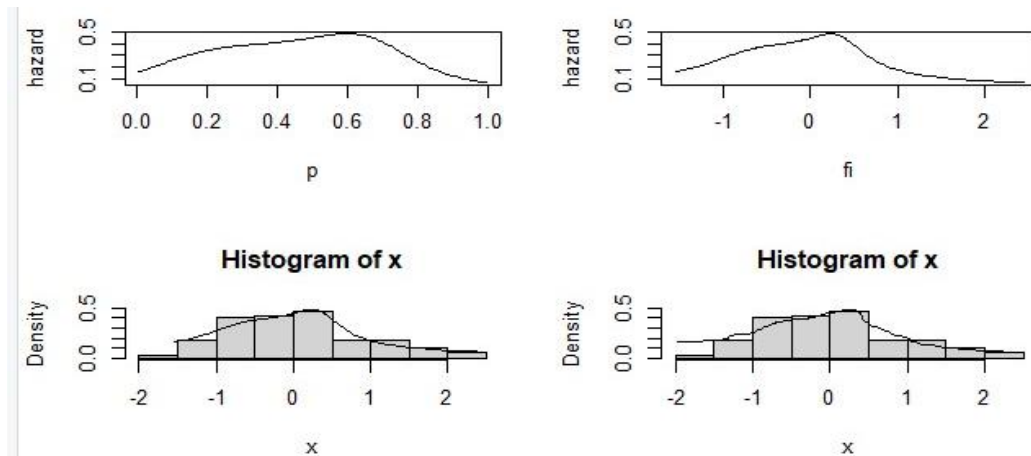 hazard
0.1 0.5
0.0 0.2 0.4 0.6 0.8 1.0
p
hazard
0.1 0.5
-1 0 1 2
fi
Histogram of x
Density
0.0 0.5
-2 -1 0 1 2
x
Histogram of x
Density
0.0 0.5
-2 -1 0 1 2
x